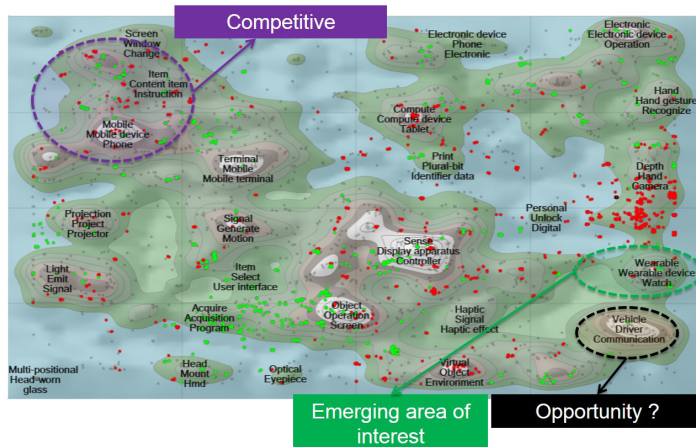 Competitive
Screen
Window
Change
Electronic device
Phone
Electronic
Electronic
Electronic device
Operation
Item
Content item
Instruction
Hand
Hand gesture
Recognize
Compute
Compute device
Tablet
Mobile
Mobile device
Phone
Terminal
Mobile
Mobile terminal
Print
Plural-bit
Identifier data
Depth
Hand
Camera
Projection
Project
Projector
Signal
Generate
Motion
Personal
Unlock
Digital
Sense
Display apparatus
Controller
Light
Emit
Signal
Item
Select
User interface
Wearable
Wearable device
Watch
Acquire
Acquisition
Program
Object
Operation
Screen
Haptic
Signal
Haptic effect
Vehicle
Driver
Communication
Multi-positional
Head-worn
glass
Head
Mount
Hmd
Optical
Eyepiece
Virtual
Object
Environment
Emerging area of
interest
Opportunity ?